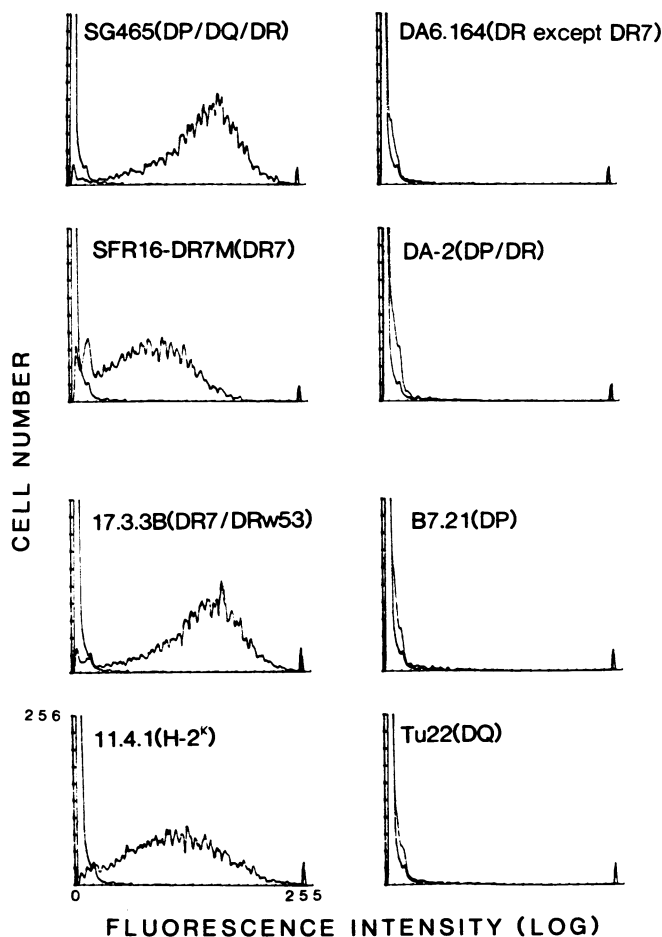 SG465(DP/DQ/DR)
DA6.164(DR except DR7)
SFR16-DR7M(DR7)
DA-2(DP/DR)
17.3.3B(DR7/DRw53)
B7.21(DP)
256
11.4.1(H-2ᴷ)
Tu22(DQ)
0
255
CELL NUMBER
FLUORESCENCE INTENSITY (LOG)